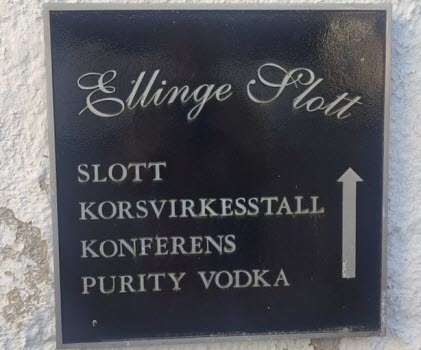 Ellinge Slott
SLOTT
KORSVIRKESSTALL
KONFERENS
PURITY VODKA